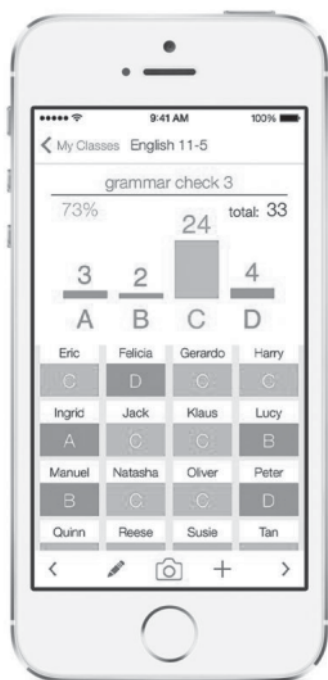 9:41 AM 100%
My Classes English 11-5
grammar check 3
73% total: 33
24
3 2 4
A B C D
Eric Felicia Gerardo Harry
C D C C
Ingrid Jack Klaus Lucy
A C C B
Manuel Natasha Oliver Peter
B C C D
Quinn Reese Susie Tan